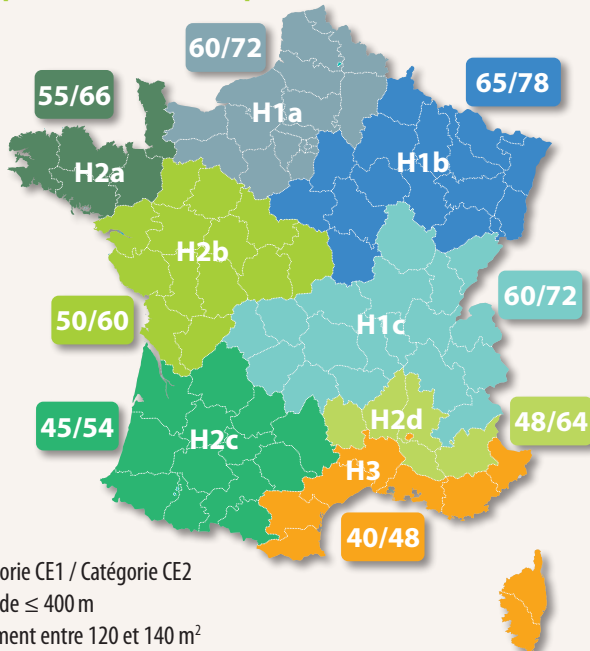 60/72
65/78
55/66
H1a
H1b
H2a
H2b
60/72
50/60
H1c
48/64
H2d
45/54
H2c
H3
40/48
orie CE1 / Catégorie CE2
de ≤ 400 m
ment entre 120 et 140 m²